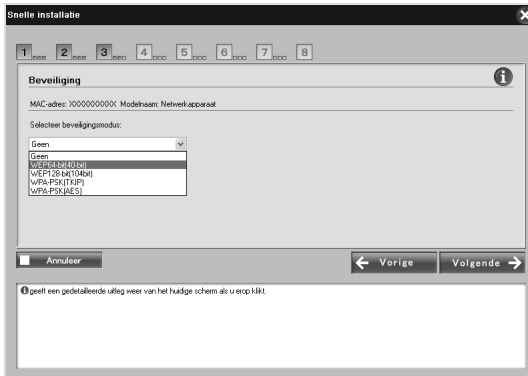 Snelle installatie
1 2 3 4 5 6 7 8
Beveiliging
MAC-adres: XXXXXXXXXX Modelnaam: Netwerkapparaat
Selecteer beveiligingsmodus:
Geen
Geen
WEP64-bit(40-bit)
WEP128-bit(104bit)
WPA-PSK(TKIP)
WPA-PSK(AES)
Annuleer
Vorige
Volgende
geeft een gedetailleerde uitleg weer van het huidige scherm als u erop klikt.